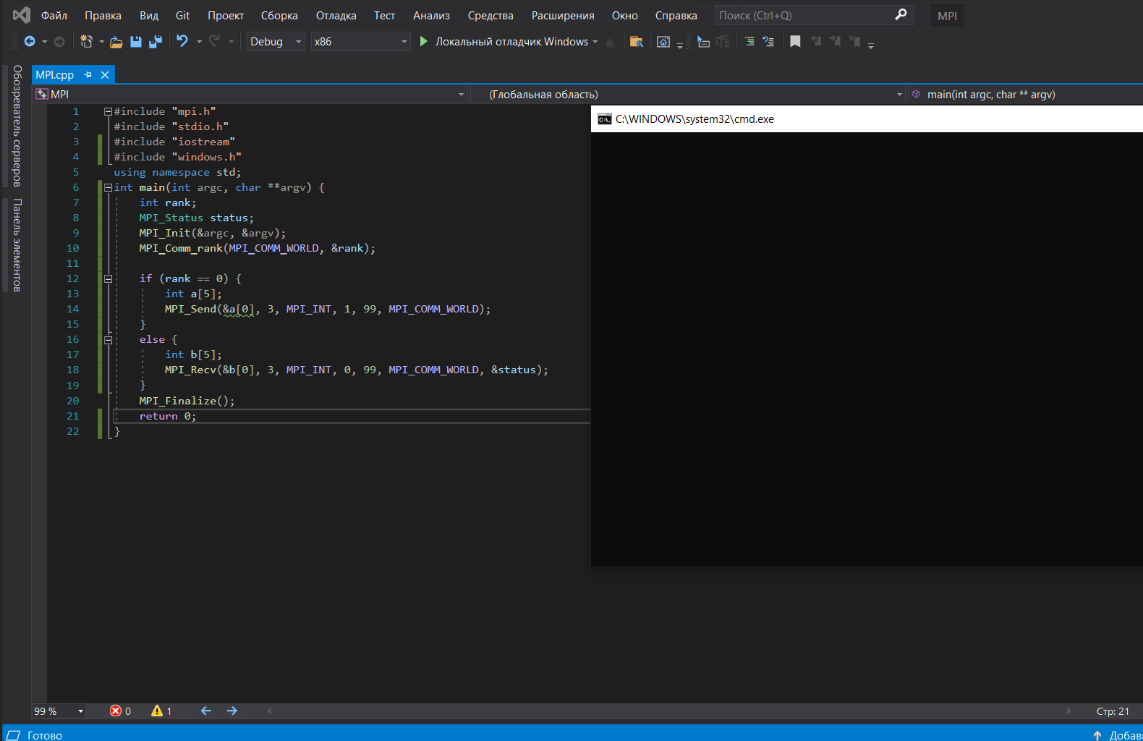 Файл Правка Вид Git Проект Сборка Отладка Тест Анализ Средства Расширения Окно Справка Поиск (Ctrl+Q) MPI
Debug x86 Локальный отладчик Windows
Обозреватель серверов
Панель элементов
MPI.cpp
MPI (Глобальная область) main(int argc, char ** argv)
C:\WINDOWS\system32\cmd.exe
1 #include "mpi.h"
2 #include "stdio.h"
3 #include "iostream"
4 #include "windows.h"
5 using namespace std;
6 int main(int argc, char **argv) {
7 int rank;
8 MPI_Status status;
9 MPI_Init(&argc, &argv);
10 MPI_Comm_rank(MPI_COMM_WORLD, &rank);
11
12 if (rank == 0) {
13 int a[5];
14 MPI_Send(&a[0], 3, MPI_INT, 1, 99, MPI_COMM_WORLD);
15 }
16 else {
17 int b[5];
18 MPI_Recv(&b[0], 3, MPI_INT, 0, 99, MPI_COMM_WORLD, &status);
19 }
20 MPI_Finalize();
21 return 0;
22 }
99 % 0 1 Стр: 21
Готово Добав